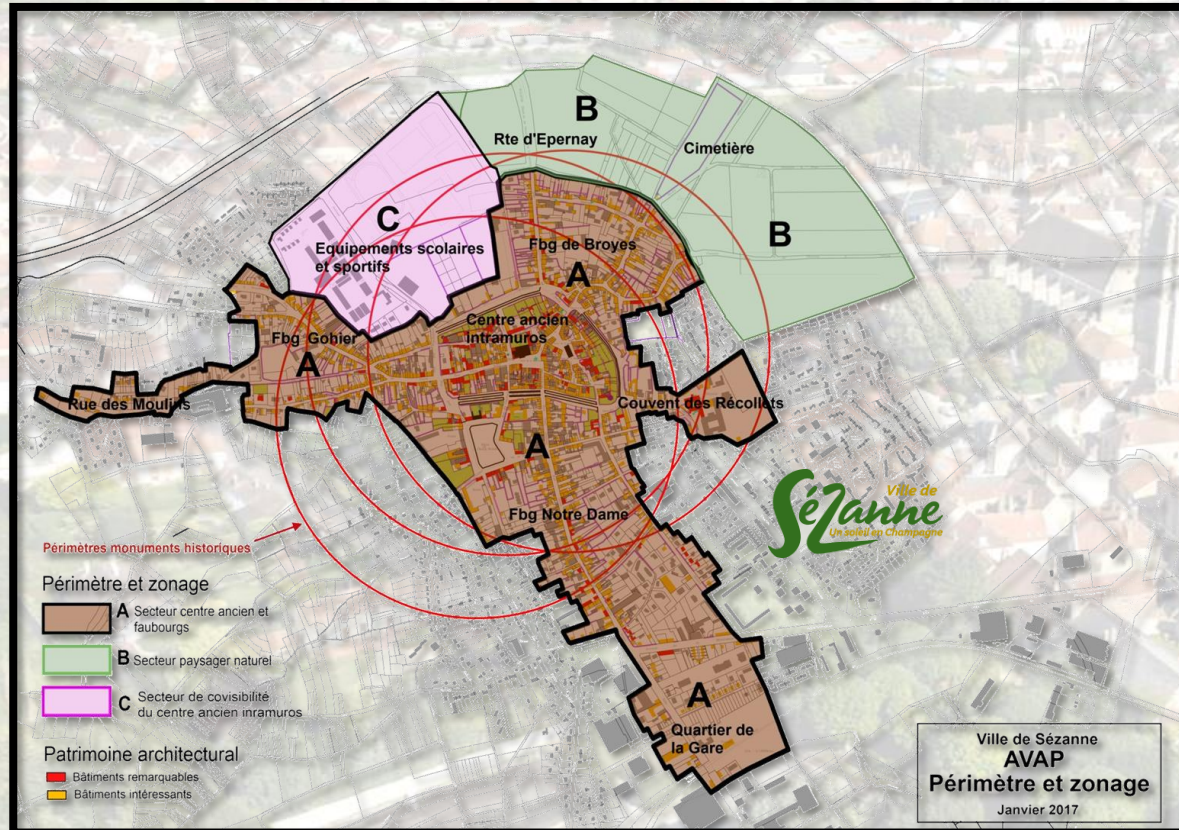 B
Rte d'Epernay
Cimetière
C
B
Equipements scolaires
et sportifs
Fbg de Broyes
A
Centre ancien
intramuros
Fbg Gohier
A
Rue des Moulins
Couvent des Récollets
A
Fbg Notre Dame
Ville de
Sézanne
Un soleil en Champagne
Périmètres monuments historiques
Périmètre et zonage
A Secteur centre ancien et
faubourgs
B Secteur paysager naturel
C Secteur de covisibilité
du centre ancien inramuros
Patrimoine architectural
Bâtiments remarquables
Bâtiments intéressants
A
Quartier de
la Gare
Ville de Sézanne
AVAP
Périmètre et zonage
Janvier 2017